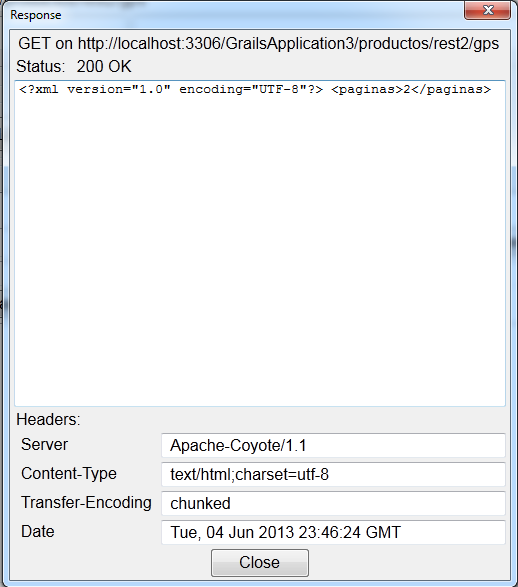 Response
GET on http://localhost:3306/GrailsApplication3/productos/rest2/gps
Status: 200 OK
<?xml version="1.0" encoding="UTF-8"?> <paginas>2</paginas>
Headers:
Server Apache-Coyote/1.1
Content-Type text/html;charset=utf-8
Transfer-Encoding chunked
Date Tue, 04 Jun 2013 23:46:24 GMT
Close